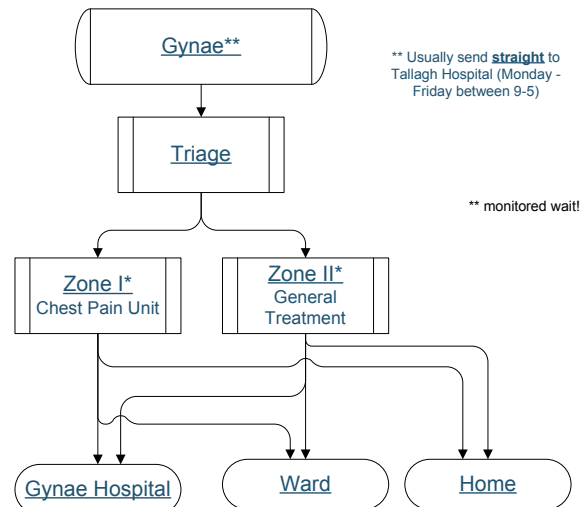 Gynae**
** Usually send straight to
Tallagh Hospital (Monday -
Friday between 9-5)
Triage
** monitored wait!
Zone I*
Chest Pain Unit
Zone II*
General
Treatment
Gynae Hospital
Ward
Home